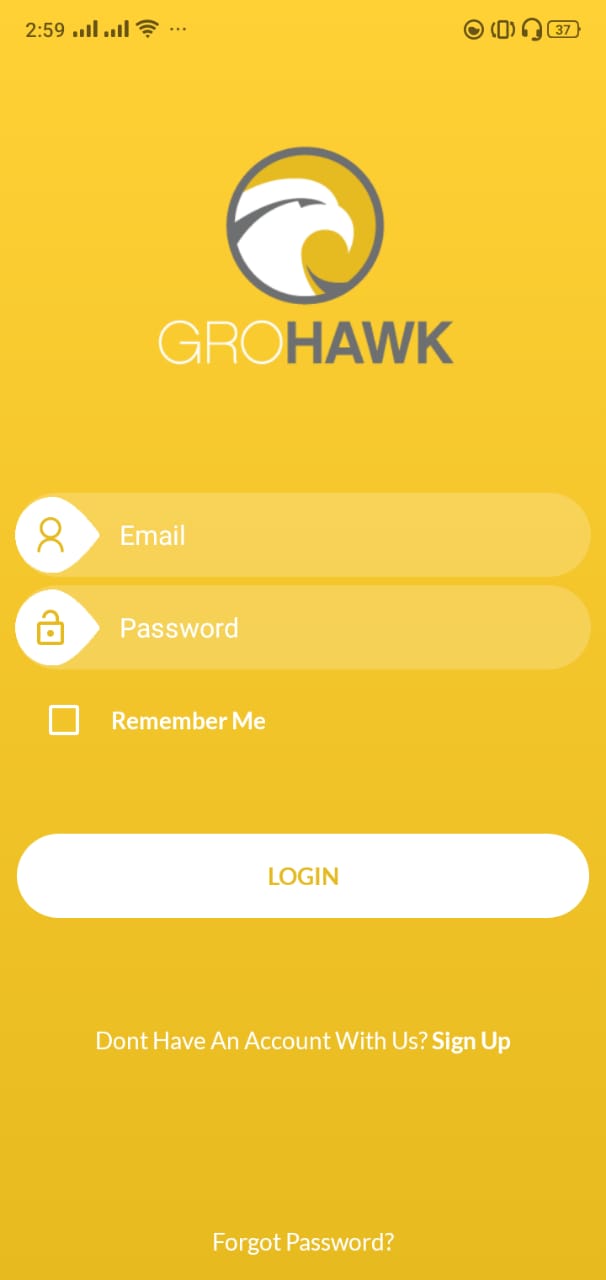 2:59 ... 37
GROHAWK
Email
Password
Remember Me
LOGIN
Dont Have An Account With Us? Sign Up
Forgot Password?